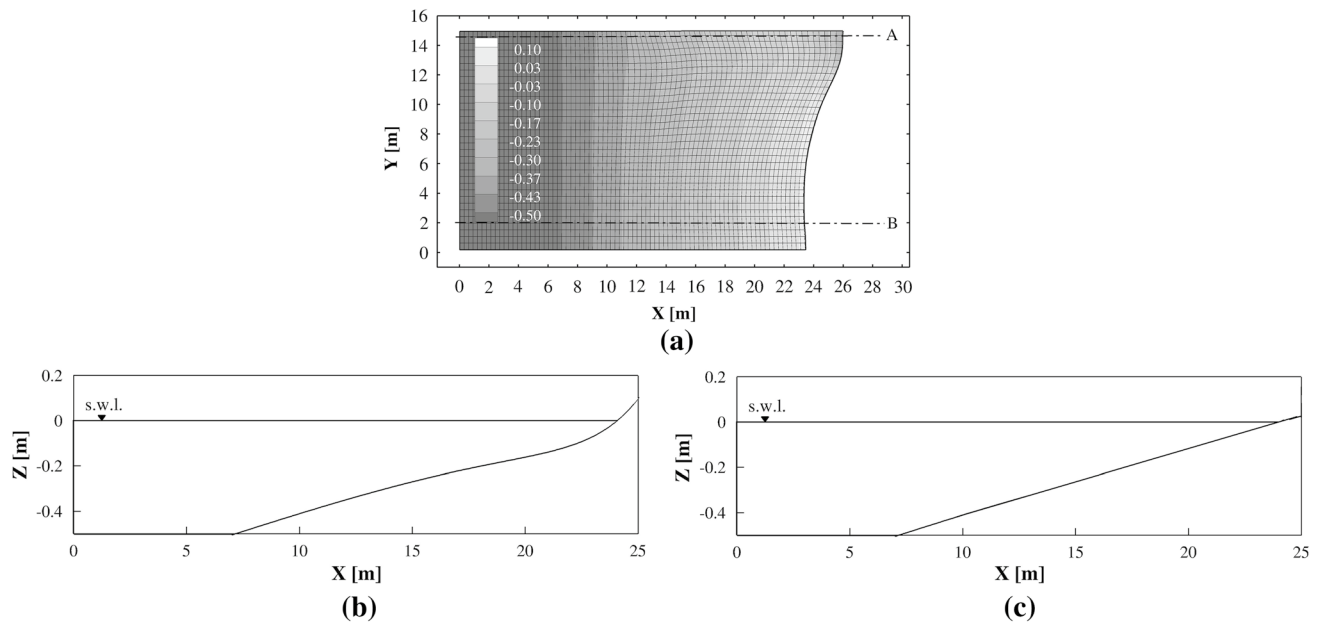 16
14
12
10
8
6
4
2
0
Y [m]
0.10
0.03
-0.03
-0.10
-0.17
-0.23
-0.30
-0.37
-0.43
-0.50
A
B
0 2 4 6 8 10 12 14 16 18 20 22 24 26 28 30
X [m]
(a)
0.2
0
-0.2
-0.4
Z [m]
s.w.l.
0 5 10 15 20 25
X [m]
(b)
0.2
0
-0.2
-0.4
Z [m]
s.w.l.
0 5 10 15 20 25
X [m]
(c)